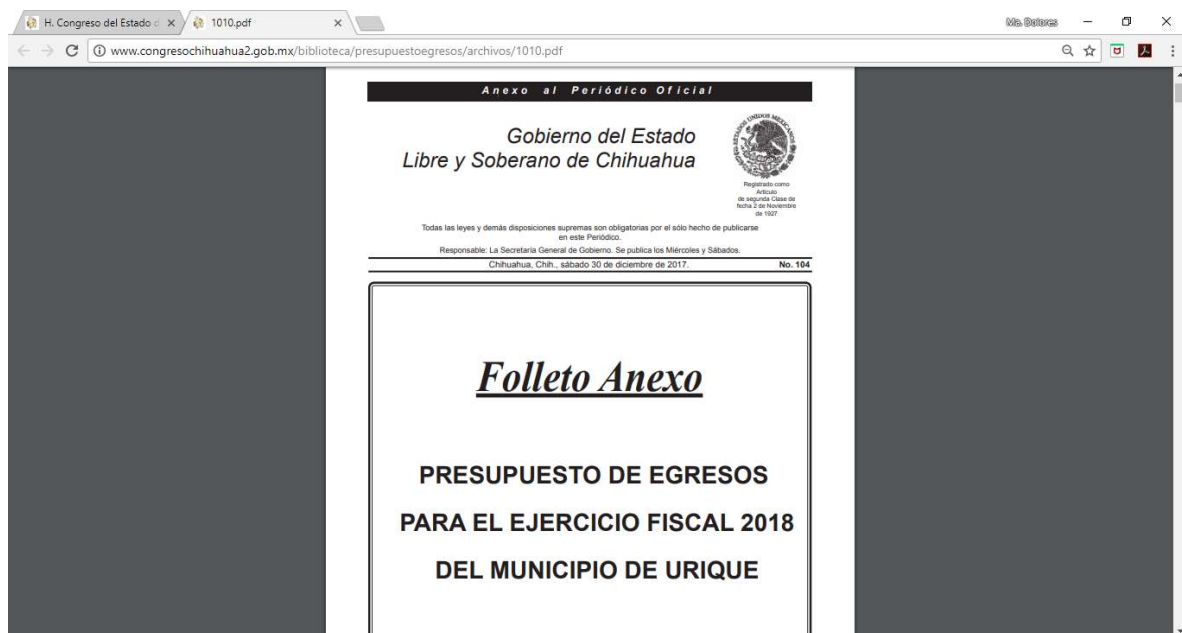 H. Congreso del Estado d
1010.pdf
Ma. Dolores
www.congresochihuahua2.gob.mx/biblioteca/presupuestoegresos/archivos/1010.pdf
Anexo al Periódico Oficial
Gobierno del Estado
Libre y Soberano de Chihuahua
ESTADOS UNIDOS MEXICANOS
Registrado como
Artículo
de segunda Clase de
fecha 2 de Noviembre
de 1927
Todas las leyes y demás disposiciones supremas son obligatorias por el sólo hecho de publicarse
en este Periódico.
Responsable: La Secretaría General de Gobierno. Se publica los Miércoles y Sábados.
Chihuahua, Chih., sábado 30 de diciembre de 2017. No. 104
Folleto Anexo
PRESUPUESTO DE EGRESOS
PARA EL EJERCICIO FISCAL 2018
DEL MUNICIPIO DE URIQUE